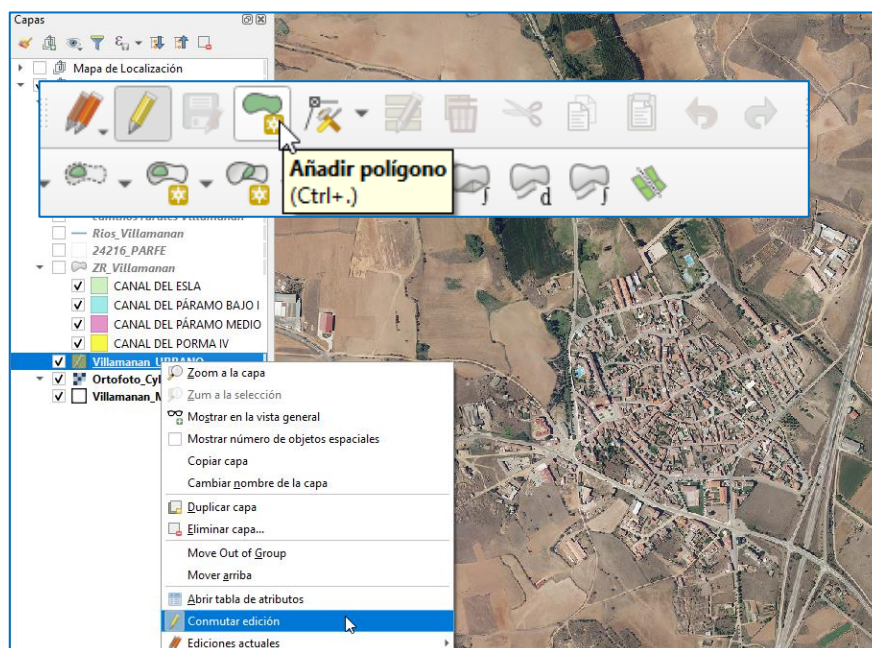 Capas
Mapa de Localización
Añadir polígono
(Ctrl+.)
Caminos rurales Villamanan
Rios_Villamanan
24216_PARFE
ZR_Villamanan
CANAL DEL ESLA
CANAL DEL PÁRAMO BAJO I
CANAL DEL PÁRAMO MEDIO
CANAL DEL PORMA IV
Villamanan_URBANO
Ortofoto_Cyl
Villamanan_M
Zoom a la capa
Zum a la selección
Mostrar en la vista general
Mostrar número de objetos espaciales
Copiar capa
Cambiar nombre de la capa
Duplicar capa
Eliminar capa...
Move Out of Group
Mover arriba
Abrir tabla de atributos
Conmutar edición
Ediciones actuales